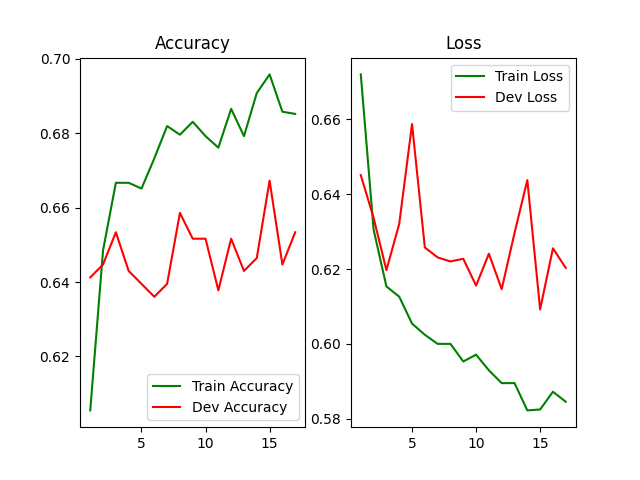 Accuracy
0.70
0.68
0.66
0.64
0.62
5
10
15
Train Accuracy
Dev Accuracy
Loss
0.66
0.64
0.62
0.60
0.58
5
10
15
Train Loss
Dev Loss